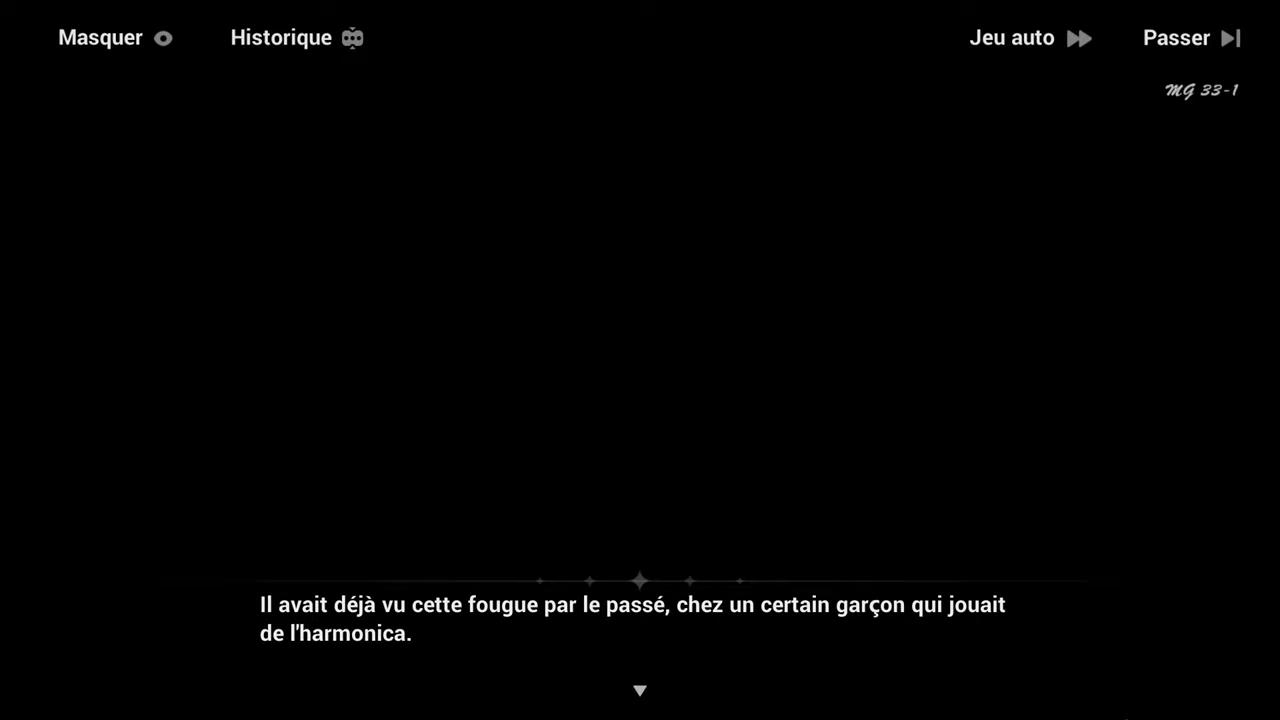 Masquer
Historique
Jeu auto
Passer
MG 33-1
Il avait déjà vu cette fougue par le passé, chez un certain garçon qui jouait
de l'harmonica.